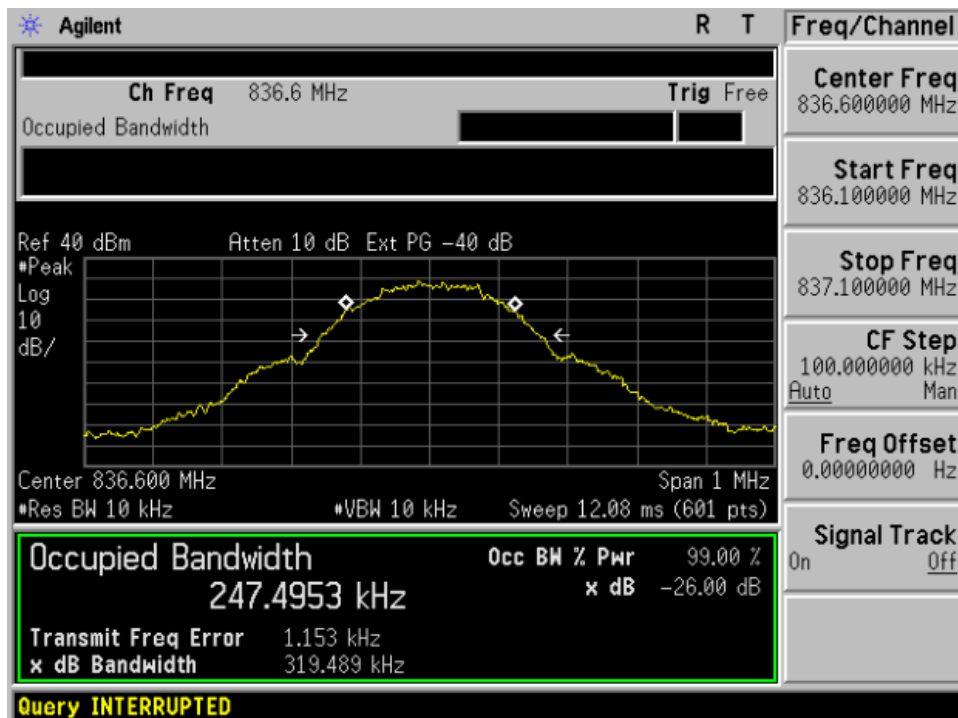 Agilent R T
Ch Freq 836.6 MHz Trig Free
Occupied Bandwidth
Ref 40 dBm Atten 10 dB Ext PG -40 dB
#Peak
Log
10
dB/
Center 836.600 MHz Span 1 MHz
#Res BW 10 kHz #VBW 10 kHz Sweep 12.08 ms (601 pts)
Occupied Bandwidth
247.4953 kHz
Occ BW % Pwr 99.00 %
x dB -26.00 dB
Transmit Freq Error 1.153 kHz
x dB Bandwidth 319.489 kHz
Query INTERRUPTED
Freq/Channel
Center Freq
836.600000 MHz
Start Freq
836.100000 MHz
Stop Freq
837.100000 MHz
CF Step
100.000000 kHz
Auto Man
Freq Offset
0.00000000 Hz
Signal Track
On Off